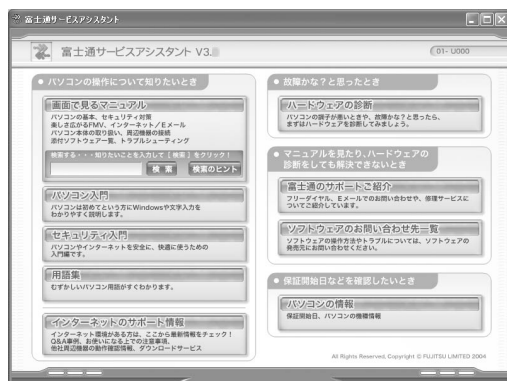 富士通サービスアシスタント
富士通サービスアシスタント V3.
01- U000
パソコンの操作について知りたいとき
画面で見るマニュアル
パソコンの基本、セキュリティ対策
楽しさ広がるFMV、インターネット/Eメール
パソコン本体の取り扱い、周辺機器の接続
添付ソフトウェア一覧、トラブルシューティング
検索する・・・知りたいことを入力して [ 検索 ] をクリック!
検 索
検索のヒント
パソコン入門
パソコンは初めてという方にWindowsや文字入力を
わかりやすく説明します。
セキュリティ入門
パソコンやインターネットを安全に、快適に使うための
入門編です。
用語集
むずかしいパソコン用語がすぐわかります。
インターネットのサポート情報
インターネット環境がある方は、ここから最新情報をチェック!
Q&A事例、お使いになる上での注意事項、
他社周辺機器の動作確認情報、ダウンロードサービス
故障かな?と思ったとき
ハードウェアの診断
パソコンの調子が悪いときや、故障かな?と思ったら、
まずはハードウェアを診断してみましょう。
マニュアルを見たり、ハードウェアの
診断をしても解決できないとき
富士通のサポートご紹介
フリーダイヤル、Eメールでのお問い合わせや、修理サービスに
ついてご紹介しています。
ソフトウェアのお問い合わせ先一覧
ソフトウェアの操作方法やトラブルについては、ソフトウェアの
発売元にお問い合わせください。
保証開始日などを確認したいとき
パソコンの情報
保証開始日、パソコンの機種情報
All Rights Reserved, Copyright © FUJITSU LIMITED 2004